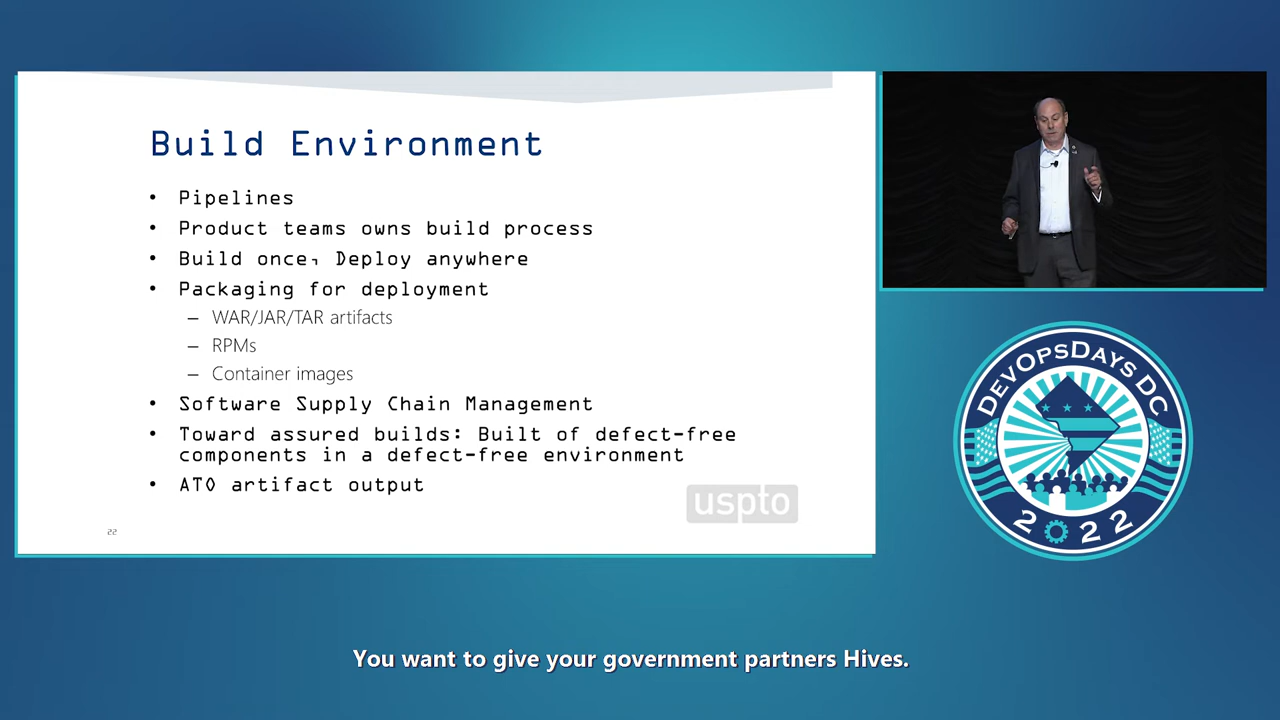 Build Environment
• Pipelines
• Product teams owns build process
• Build once, Deploy anywhere
• Packaging for deployment
– WAR/JAR/TAR artifacts
– RPMs
– Container images
• Software Supply Chain Management
• Toward assured builds: Built of defect-free
components in a defect-free environment
• ATO artifact output
uspto
22
DEVOPSDAYS DC
2022
You want to give your government partners Hives.